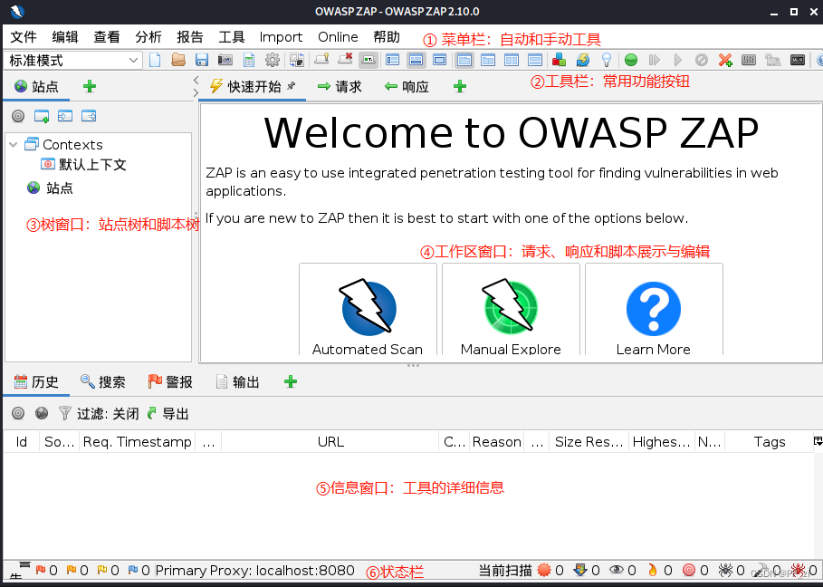 OWASP ZAP - OWASP ZAP 2.10.0
文件 编辑 查看 分析 报告 工具 Import Online 帮助 ①菜单栏：自动和手动工具
标准模式
②工具栏：常用功能按钮
站点 快速开始 请求 响应
Contexts
默认上下文
站点
③树窗口：站点树和脚本树
Welcome to OWASP ZAP
ZAP is an easy to use integrated penetration testing tool for finding vulnerabilities in web
applications.
If you are new to ZAP then it is best to start with one of the options below.
④工作区窗口：请求、响应和脚本展示与编辑
Automated Scan Manual Explore Learn More
历史 搜索 警报 输出
过滤: 关闭 导出
Id So... Req. Timestamp ... URL C... Reason ... Size Res... Highes... N... Tags
⑤信息窗口：工具的详细信息
0 0 0 0 Primary Proxy: localhost:8080 ⑥状态栏 当前扫描 0 0 0 0 0 0 0 0